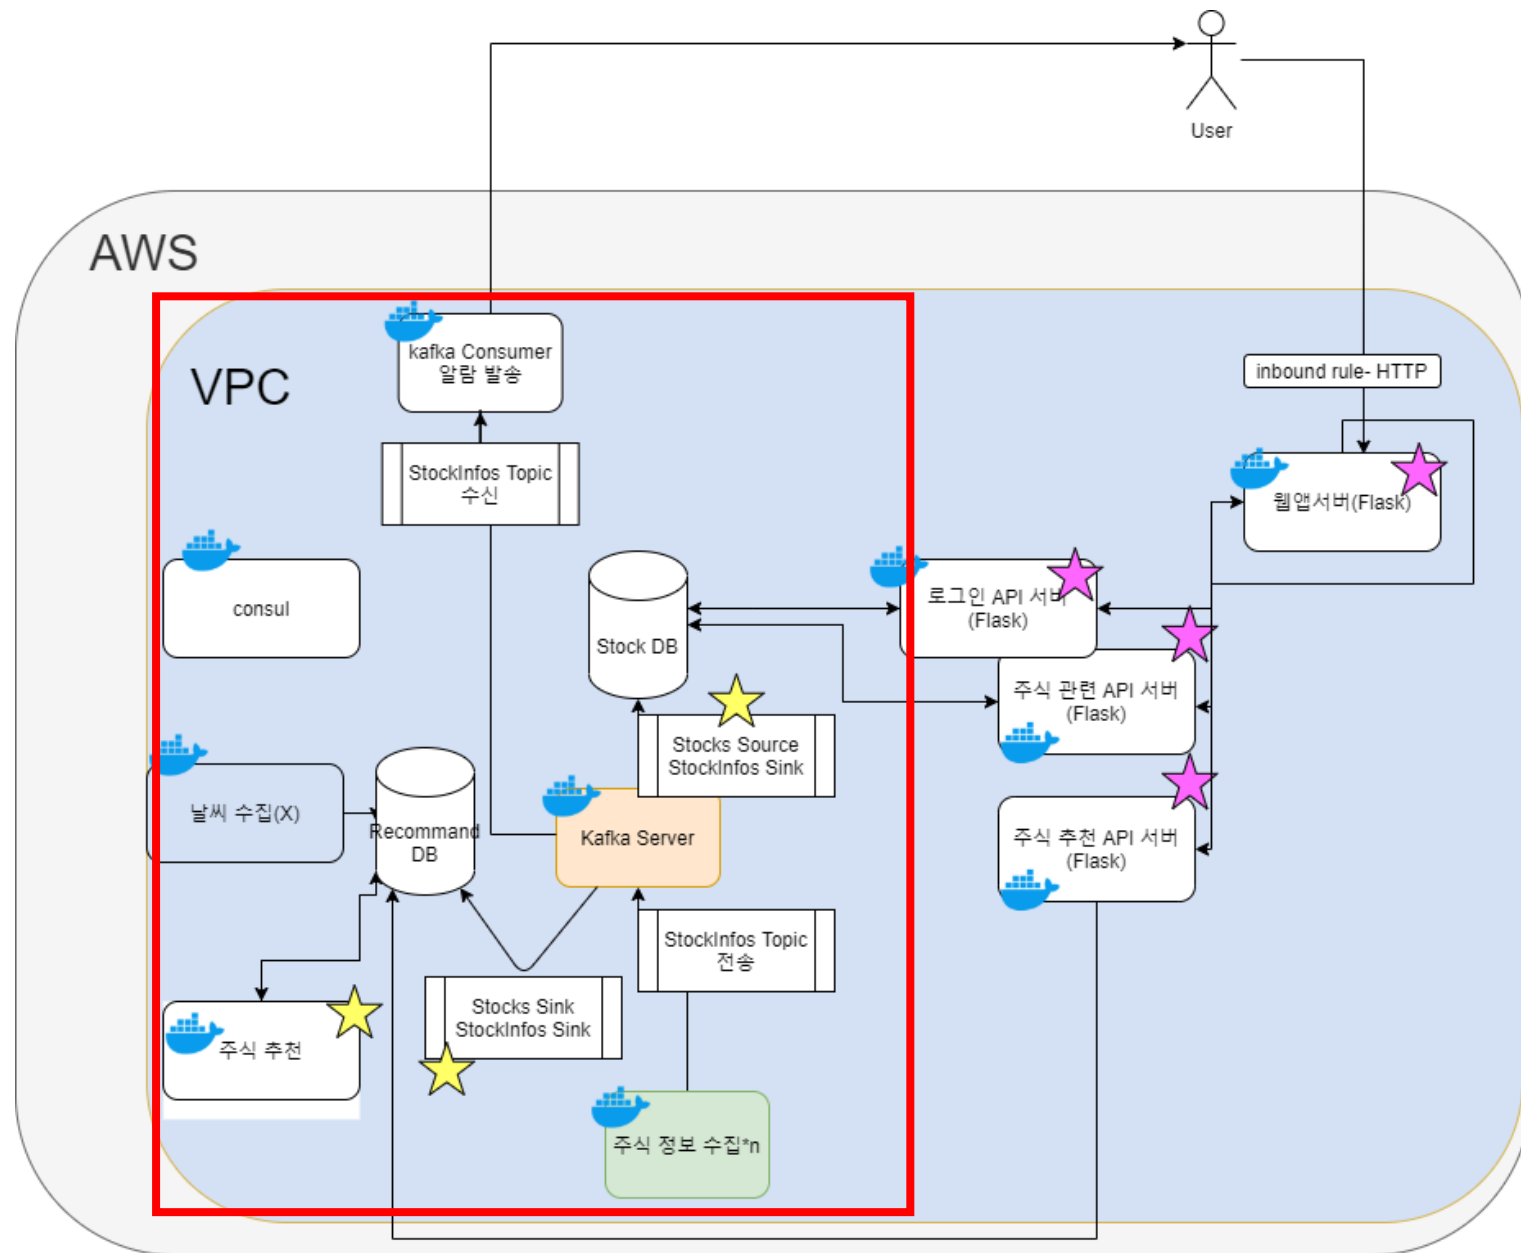 User
AWS
VPC
kafka Consumer
알람 발송
inbound rule- HTTP
StockInfos Topic
수신
웹앱서버(Flask)
consul
Stock DB
로그인 API 서버
(Flask)
주식 관련 API 서버
(Flask)
Stocks Source
StockInfos Sink
날씨 수집(X)
Recommand
DB
Kafka Server
주식 추천 API 서버
(Flask)
StockInfos Topic
전송
Stocks Sink
StockInfos Sink
주식 추천
주식 정보 수집*n